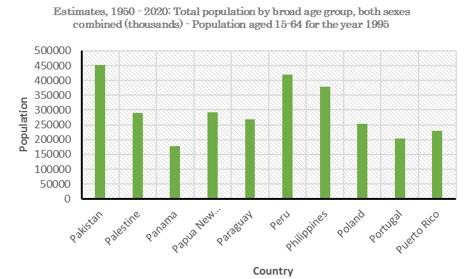 Estimates, 1950 - 2020: Total population by broad age group, both sexes
combined (thousands) - Population aged 15-64 for the year 1995
500000
450000
400000
350000
300000
250000
200000
150000
100000
50000
0
Population
Pakistan
Palestine
Panama
Papua New...
Paraguay
Peru
Philippines
Poland
Portugal
Puerto Rico
Country